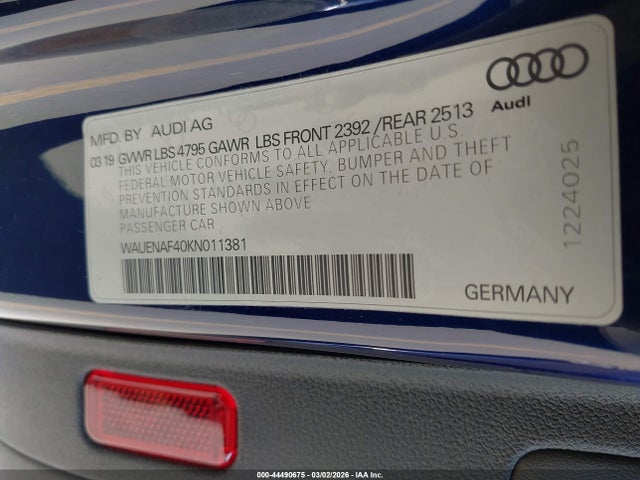 MFD. BY AUDI AG
03 19 GVWR LBS 4795 GAWR LBS FRONT 2392 /REAR 2513
THIS VEHICLE CONFORMS TO ALL APPLICABLE U.S.
FEDERAL MOTOR VEHICLE SAFETY, BUMPER AND THEFT
PREVENTION STANDARDS IN EFFECT ON THE DATE OF
MANUFACTURE SHOWN ABOVE
PASSENGER CAR
WAUENAF40KN011381
Audi
1224025
GERMANY
000-44490675 - 03/02/2026 - IAA Inc.